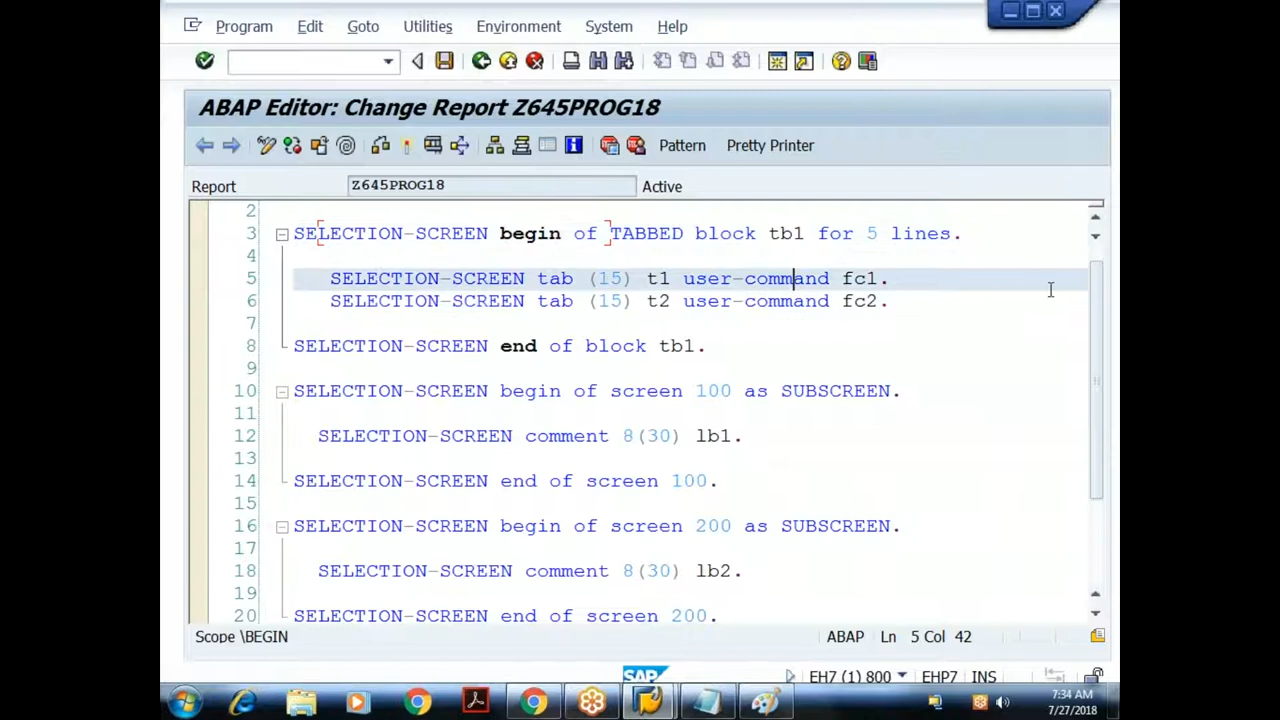 Program Edit Goto Utilities Environment System Help
ABAP Editor: Change Report Z645PROG18
Pattern Pretty Printer
Report Z645PROG18 Active
2
3 SELECTION-SCREEN begin of TABBED block tb1 for 5 lines.
4
5 SELECTION-SCREEN tab (15) t1 user-command fc1.
6 SELECTION-SCREEN tab (15) t2 user-command fc2.
7
8 SELECTION-SCREEN end of block tb1.
9
10 SELECTION-SCREEN begin of screen 100 as SUBSCREEN.
11
12 SELECTION-SCREEN comment 8(30) lb1.
13
14 SELECTION-SCREEN end of screen 100.
15
16 SELECTION-SCREEN begin of screen 200 as SUBSCREEN.
17
18 SELECTION-SCREEN comment 8(30) lb2.
19
20 SELECTION-SCREEN end of screen 200.
Scope \BEGIN ABAP Ln 5 Col 42
SAP EH7 (1) 800 EHP7 INS
7:34 AM
7/27/2018